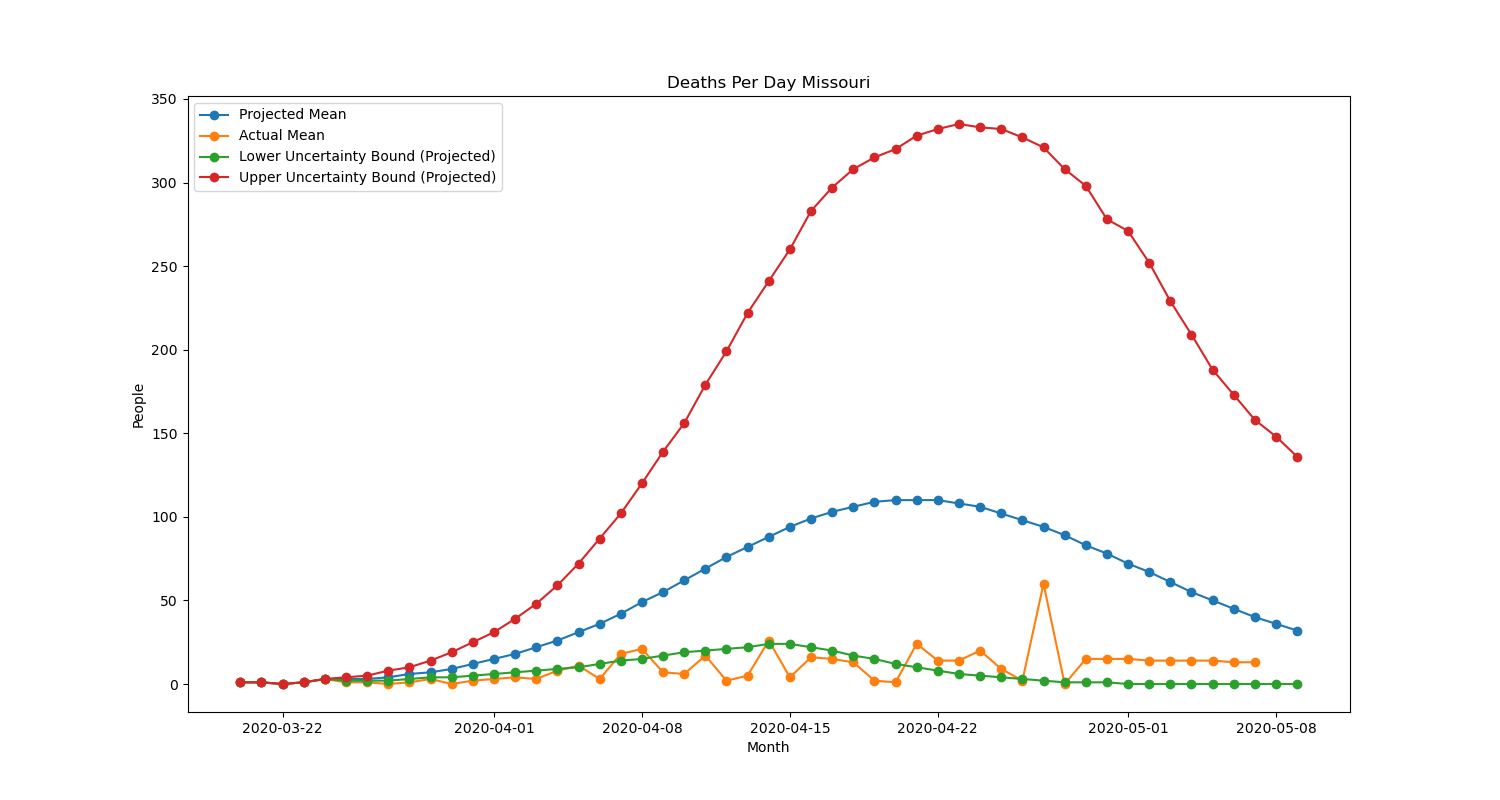 Deaths Per Day Missouri
Projected Mean
Actual Mean
Lower Uncertainty Bound (Projected)
Upper Uncertainty Bound (Projected)
350
300
250
200
150
100
50
0
People
2020-03-22 2020-04-01 2020-04-08 2020-04-15 2020-04-22 2020-05-01 2020-05-08
Month